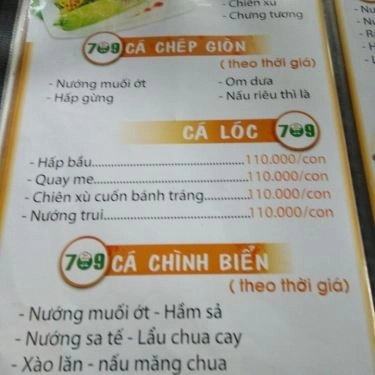 - Chiên xù
- Chưng tương
709 CÁ CHÉP GIÒN
(theo thời giá)
- Nướng muối ớt - Om dưa
- Hấp gừng - Nấu riêu thì là
CÁ LÓC 709
- Hấp bầu............................................110.000/con
- Quay me............................................110.000/con
- Chiên xù cuốn bánh tráng............110.000/con
- Nướng trui.......................................110.000/con
709 CÁ CHÌNH BIỂN
(theo thời giá)
- Nướng muối ớt - Hầm sả
- Nướng sa tế - Lẩu chua cay
- Xào lăn - nấu măng chua